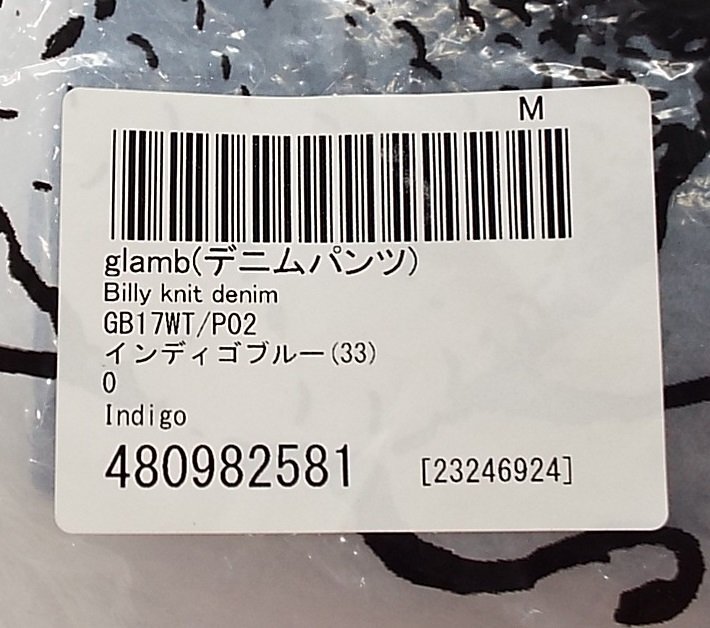 M
glamb(デニムパンツ)
Billy knit denim
GB17WT/P02
インディゴブルー(33)
0
Indigo
480982581 [23246924]